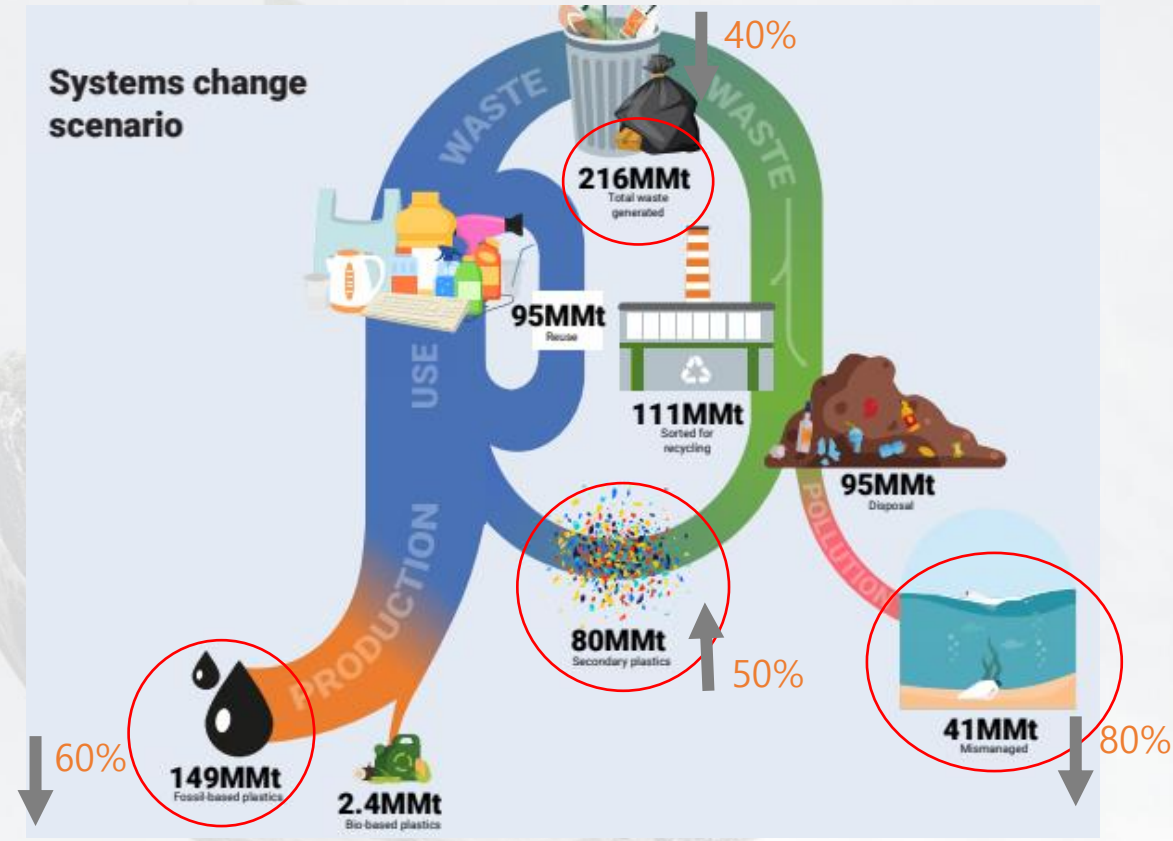 40%
Systems change
scenario
WASTE
WASTE
216MMt
Total waste
generated
95MMt
Reuse
USE
111MMt
Sorted for
recycling
95MMt
Disposal
POLLUTION
PRODUCTION
80MMt
Secondary plastics
50%
41MMt
Mismanaged
80%
60%
149MMt
Fossil-based plastics
2.4MMt
Bio-based plastics